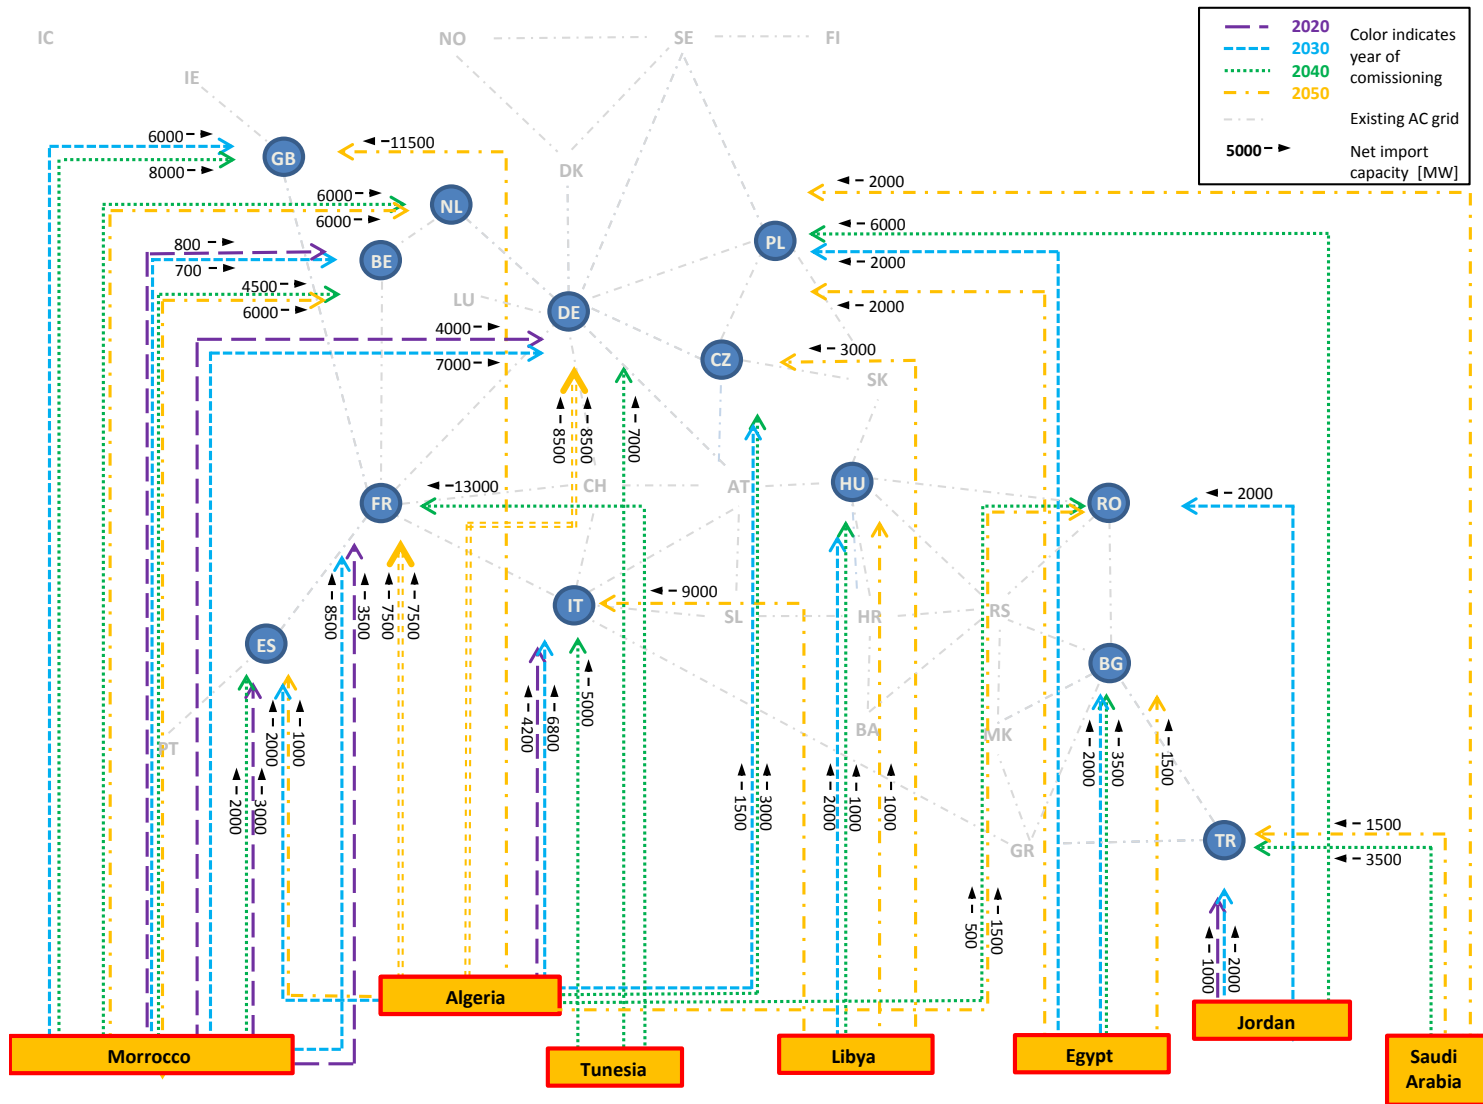 IC
NO
SE
FI
2020
2030
2040
2050
Color indicates
year of
comissioning
Existing AC grid
5000
Net import
capacity [MW]
IE
6000
8000
GB
11500
DK
2000
6000
6000
NL
6000
2000
PL
800
700
BE
4500
6000
LU
DE
2000
4000
7000
CZ
3000
SK
8500
8500
7000
13000
CH
AT
HU
FR
RO
2000
8500
3500
7500
7500
IT
9000
SL
HR
RS
ES
BG
5000
4200
6800
2000
1000
PT
BA
MK
2000
3500
1500
2000
3000
1500
3000
2000
1000
1000
GR
TR
1500
3500
500
1500
1000
2000
Algeria
Jordan
Morrocco
Tunesia
Libya
Egypt
Saudi
Arabia